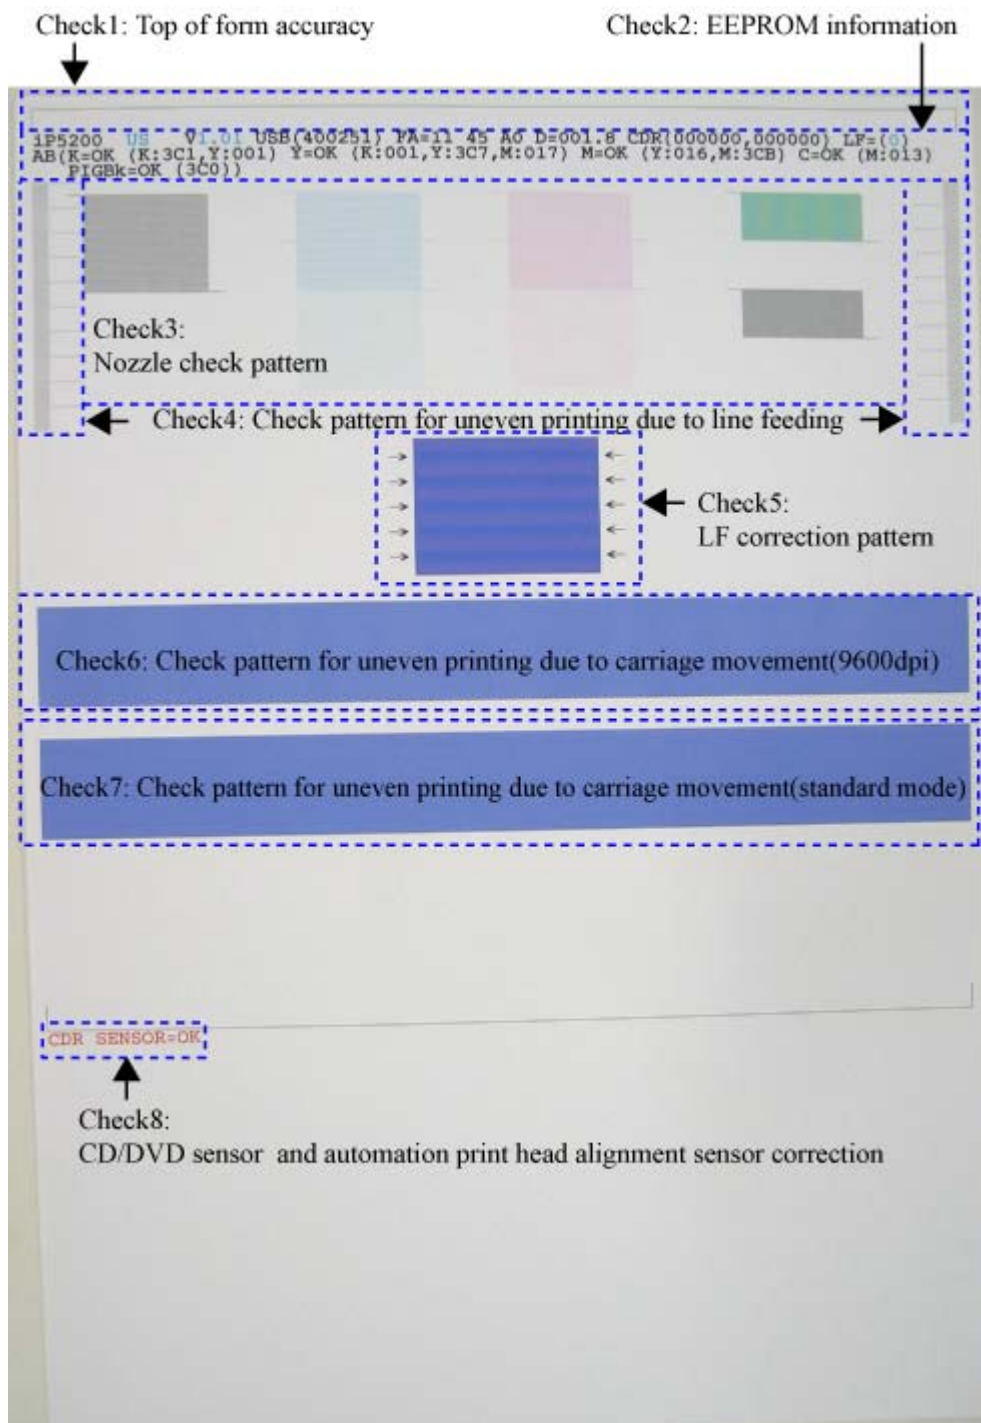 Check1: Top of form accuracy
Check2: EEPROM information
iP5200 US V1.01 USB(400251) FA=11 45 A0 D=001.8 CDR(000000,000000) LF=(0)
AB(K=OK (K:3C1,Y:001) Y=OK (K:001,Y:3C7,M:017) M=OK (Y:016,M:3CB) C=OK (M:013)
PIGBk=OK (3C0))
Check3:
Nozzle check pattern
Check4: Check pattern for uneven printing due to line feeding
Check5:
LF correction pattern
Check6: Check pattern for uneven printing due to carriage movement(9600dpi)
Check7: Check pattern for uneven printing due to carriage movement(standard mode)
CDR SENSOR=OK
Check8:
CD/DVD sensor and automation print head alignment sensor correction